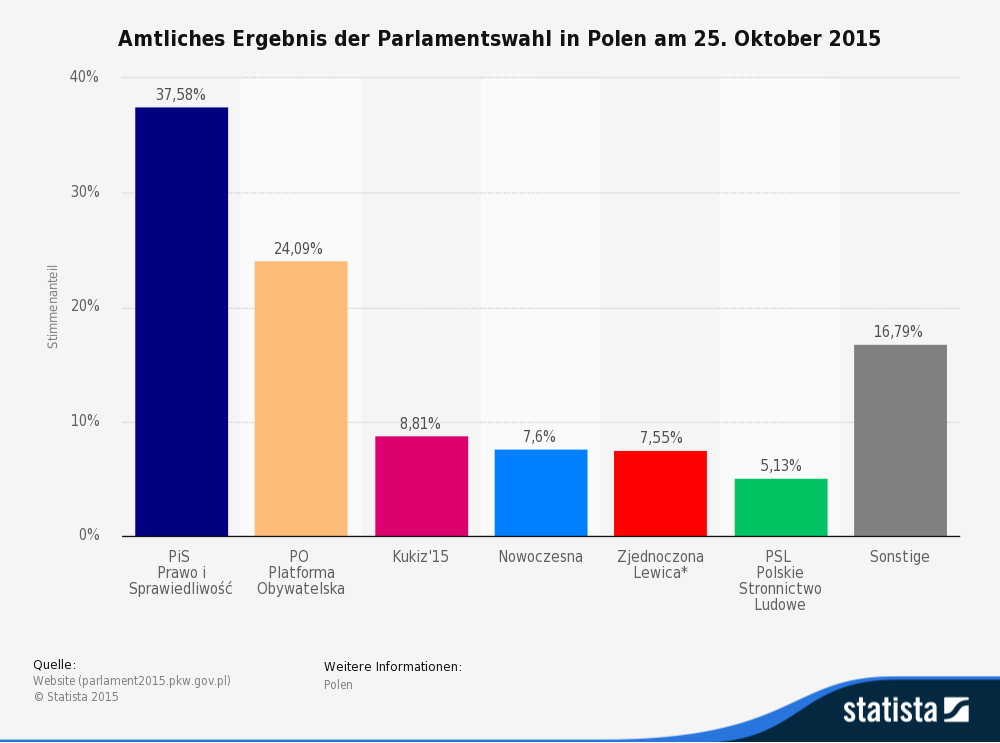 Amtliches Ergebnis der Parlamentswahl in Polen am 25. Oktober 2015
40%
30%
20%
10%
0%
Stimmenanteil
37,58%
24,09%
8,81%
7,6%
7,55%
5,13%
16,79%
PiS
Prawo i
Sprawiedliwość
PO
Platforma
Obywatelska
Kukiz'15
Nowoczesna
Zjednoczona
Lewica*
PSL
Polskie
Stronnictwo
Ludowe
Sonstige
Quelle:
Website (parlament2015.pkw.gov.pl)
© Statista 2015
Weitere Informationen:
Polen
statista